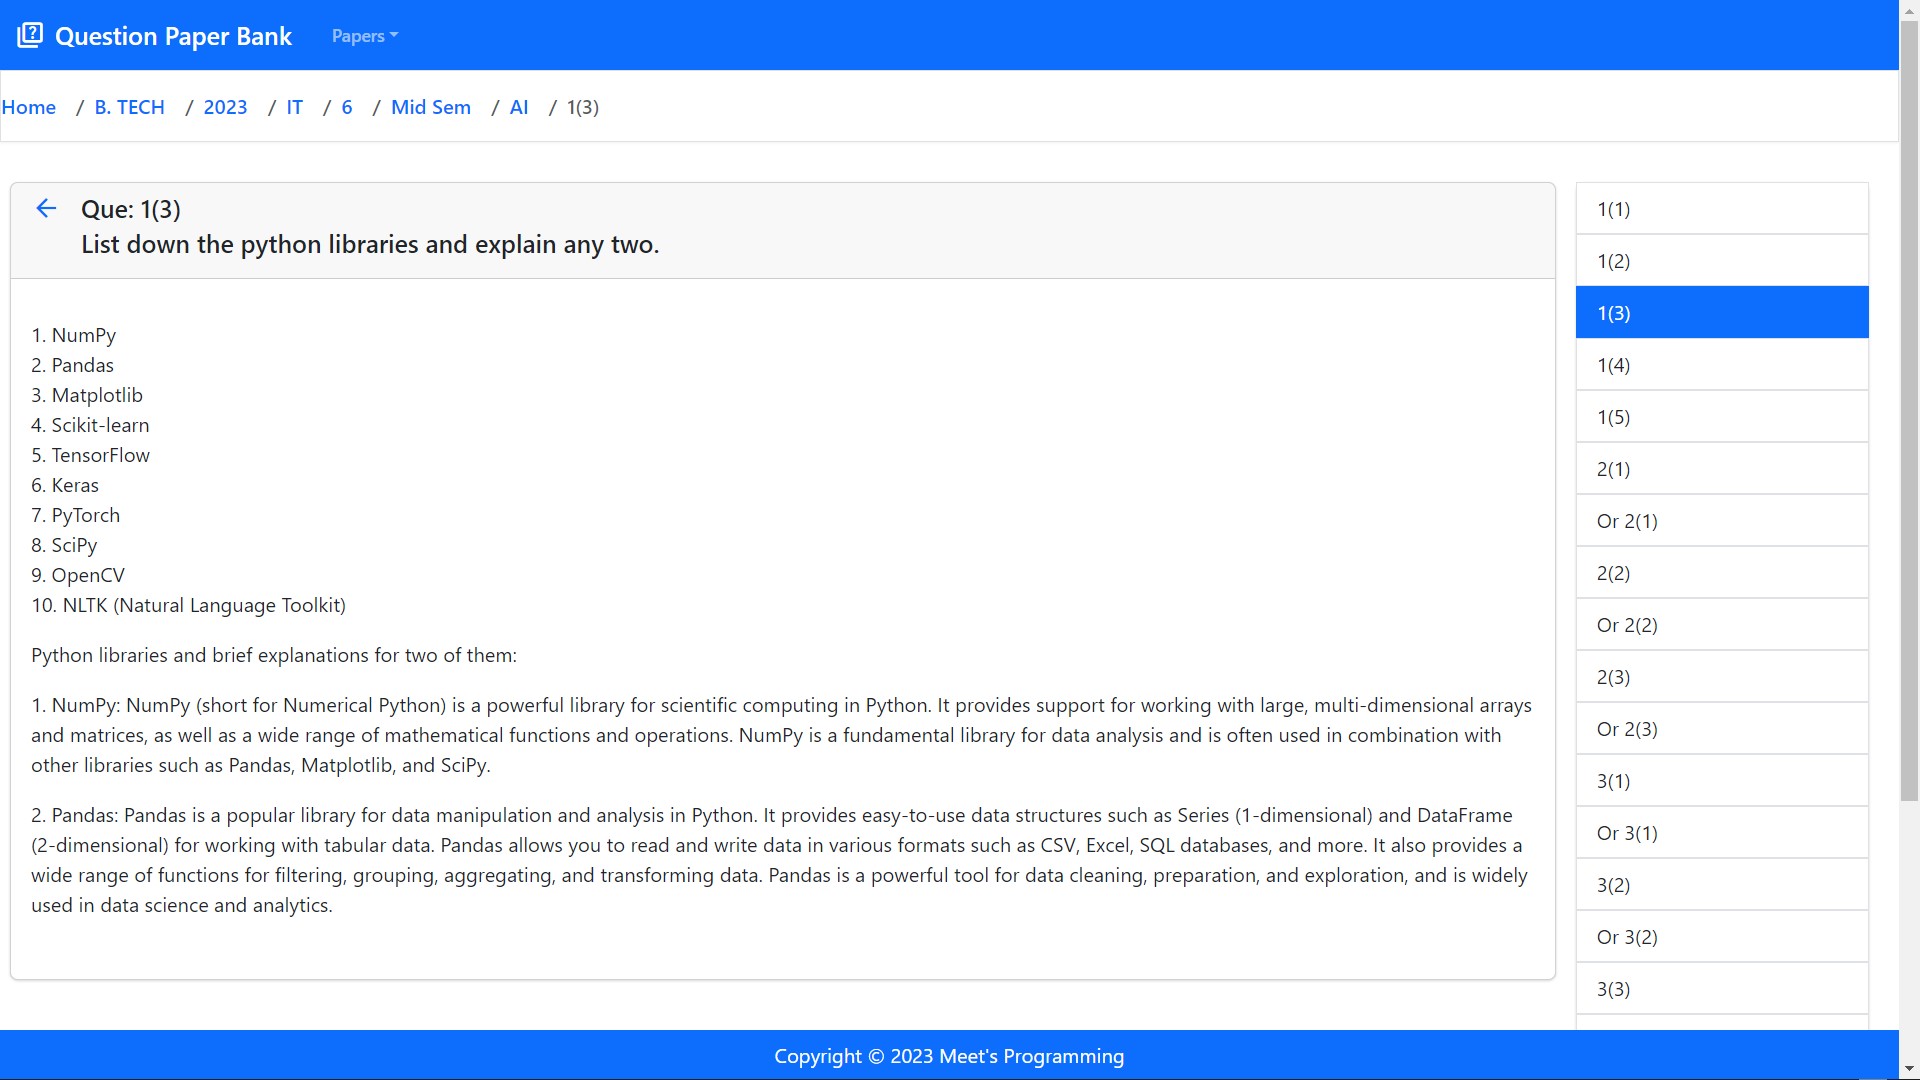 Question Paper Bank Papers
Home / B. TECH / 2023 / IT / 6 / Mid Sem / AI / 1(3)
Que: 1(3)
List down the python libraries and explain any two.
1. NumPy
2. Pandas
3. Matplotlib
4. Scikit-learn
5. TensorFlow
6. Keras
7. PyTorch
8. SciPy
9. OpenCV
10. NLTK (Natural Language Toolkit)
Python libraries and brief explanations for two of them:
1. NumPy: NumPy (short for Numerical Python) is a powerful library for scientific computing in Python. It provides support for working with large, multi-dimensional arrays
and matrices, as well as a wide range of mathematical functions and operations. NumPy is a fundamental library for data analysis and is often used in combination with
other libraries such as Pandas, Matplotlib, and SciPy.
2. Pandas: Pandas is a popular library for data manipulation and analysis in Python. It provides easy-to-use data structures such as Series (1-dimensional) and DataFrame
(2-dimensional) for working with tabular data. Pandas allows you to read and write data in various formats such as CSV, Excel, SQL databases, and more. It also provides a
wide range of functions for filtering, grouping, aggregating, and transforming data. Pandas is a powerful tool for data cleaning, preparation, and exploration, and is widely
used in data science and analytics.
1(1)
1(2)
1(3)
1(4)
1(5)
2(1)
Or 2(1)
2(2)
Or 2(2)
2(3)
Or 2(3)
3(1)
Or 3(1)
3(2)
Or 3(2)
3(3)
Copyright © 2023 Meet's Programming